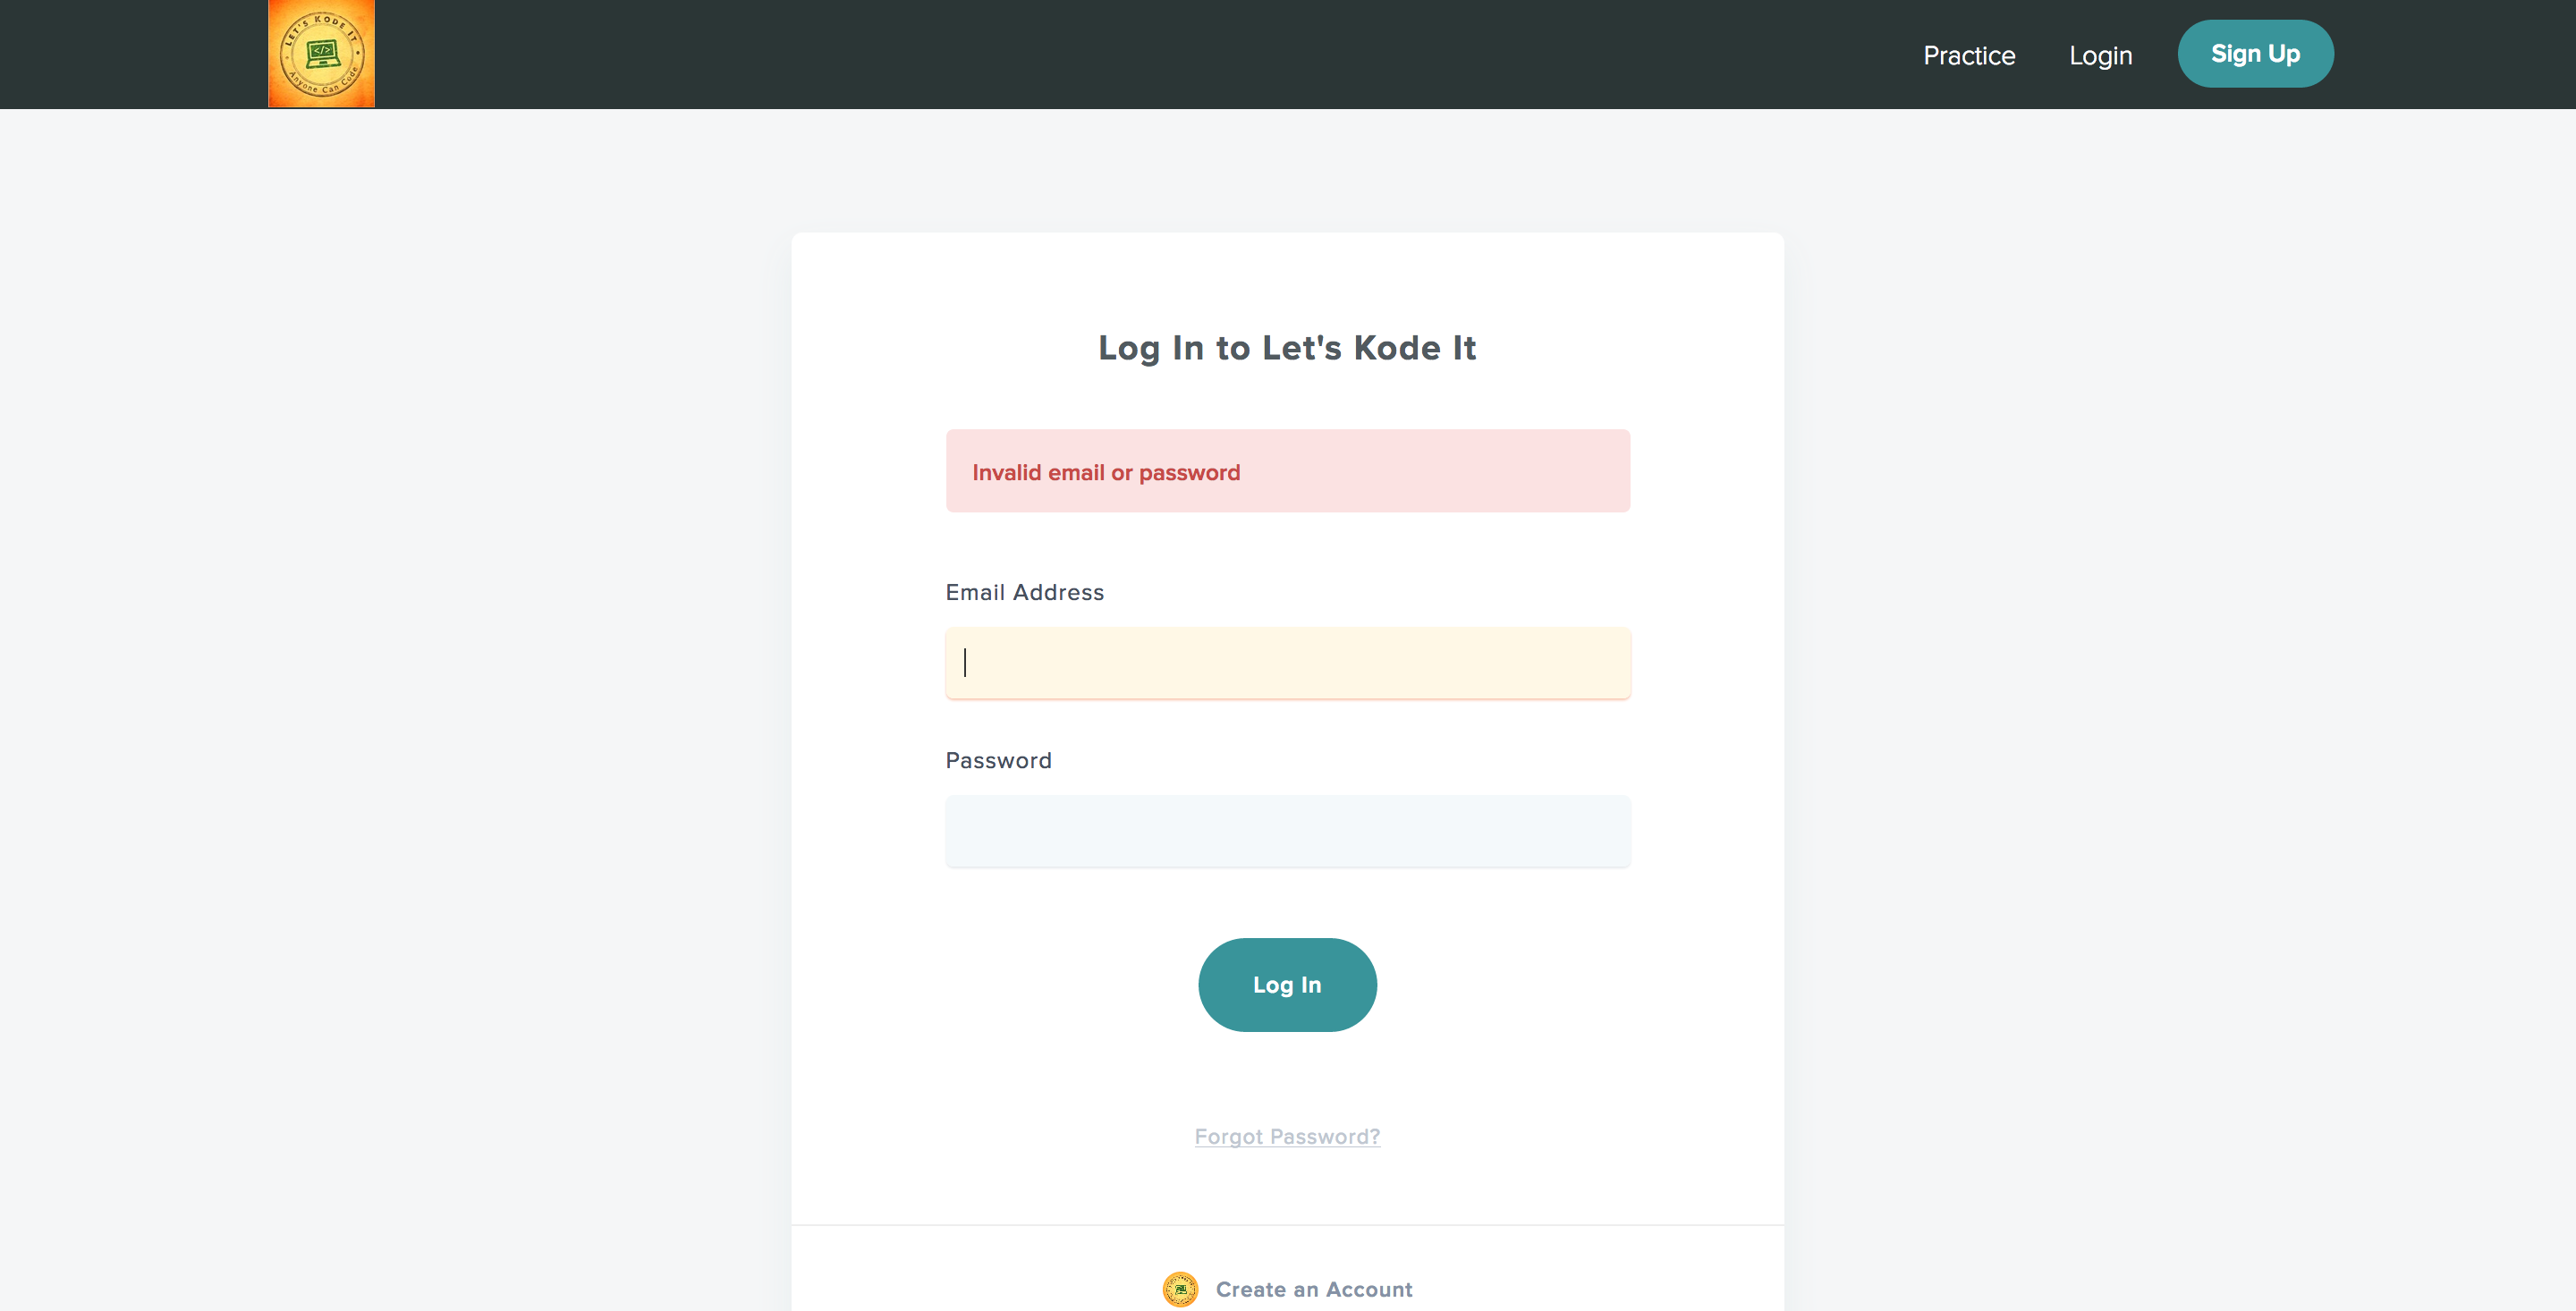 LET'S KODE IT
</>
Anyone Can Code
Practice
Login
Sign Up
Log In to Let's Kode It
Invalid email or password
Email Address
Password
Log In
Forgot Password?
Create an Account